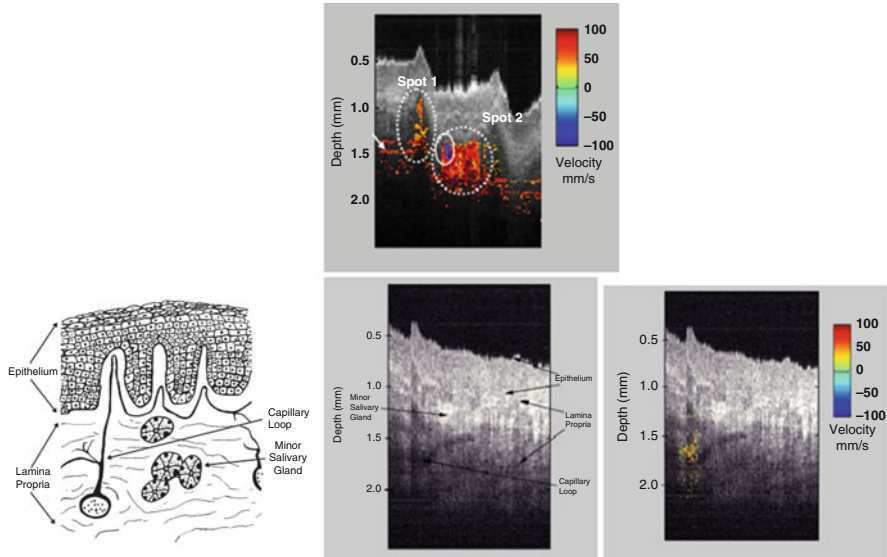 0.5
1.0
1.5
2.0
Depth (mm)
Spot 1
Spot 2
100
50
0
−50
−100
Velocity
mm/s
Epithelium
Lamina
Propria
Capillary
Loop
Minor
Salivary
Gland
0.5
1.0
1.5
2.0
Depth (mm)
Minor
Salivary
Gland
Epithelium
Lamina
Propria
Capillary
Loop
0.5
1.0
1.5
2.0
Depth (mm)
100
50
0
−50
−100
Velocity
mm/s